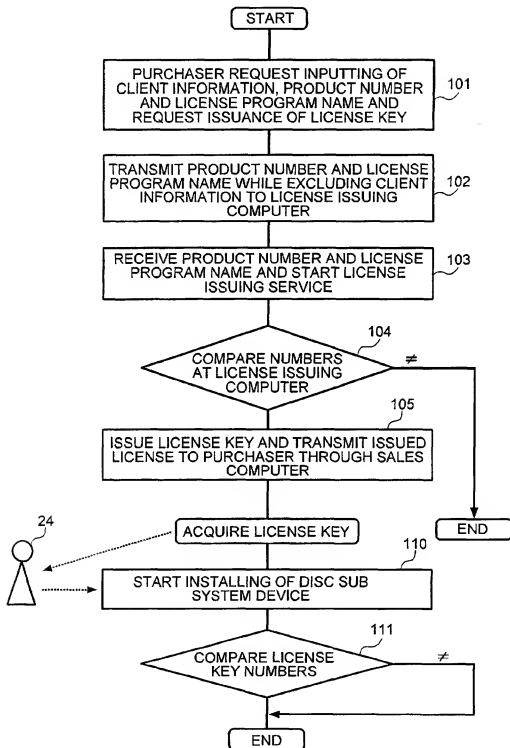 START
PURCHASER REQUEST INPUTTING OF
CLIENT INFORMATION, PRODUCT NUMBER
AND LICENSE PROGRAM NAME AND
REQUEST ISSUANCE OF LICENSE KEY
101
TRANSMIT PRODUCT NUMBER AND LICENSE
PROGRAM NAME WHILE EXCLUDING CLIENT
INFORMATION TO LICENSE ISSUING
COMPUTER
102
RECEIVE PRODUCT NUMBER AND LICENSE
PROGRAM NAME AND START LICENSE
ISSUING SERVICE
103
104
COMPARE NUMBERS
AT LICENSE ISSUING
COMPUTER
≠
105
ISSUE LICENSE KEY AND TRANSMIT ISSUED
LICENSE TO PURCHASER THROUGH SALES
COMPUTER
24
ACQUIRE LICENSE KEY
END
110
START INSTALLING OF DISC SUB
SYSTEM DEVICE
111
COMPARE LICENSE
KEY NUMBERS
≠
END